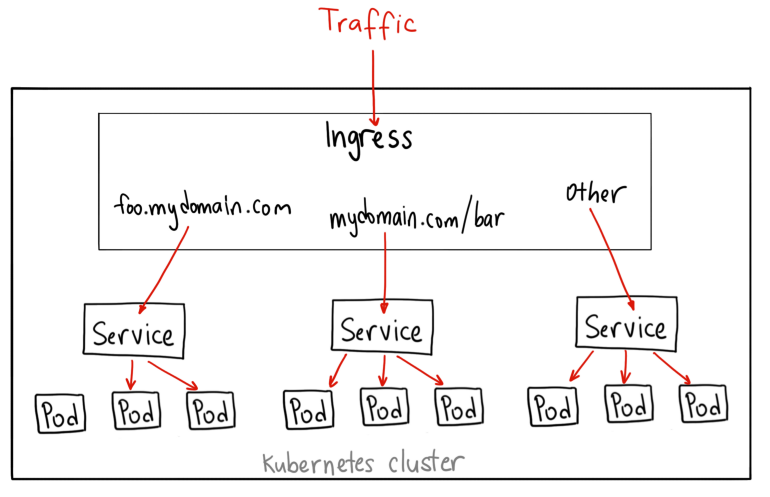 Traffic
Ingress
foo.mydomain.com
mydomain.com/bar
Other
Service
Service
Service
Pod
Pod
Pod
Pod
Pod
Pod
Pod
Pod
Pod
Kubernetes cluster